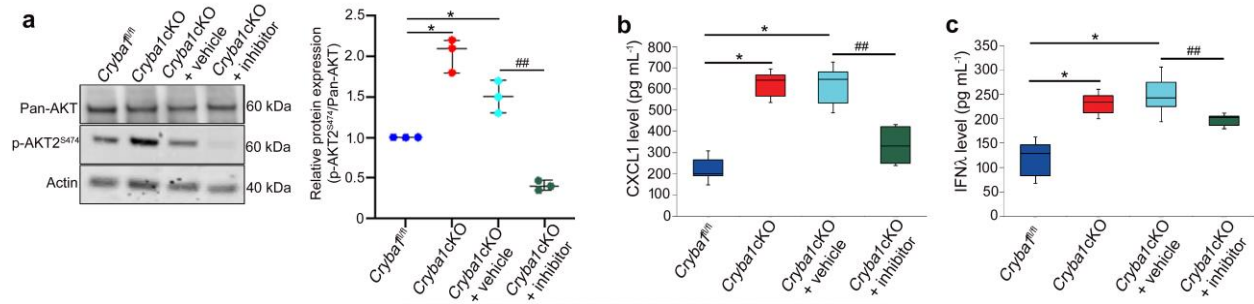 a
Cryba1fl/fl
Cryba1cKO
Cryba1cKO
+ vehicle
Cryba1cKO
+ inhibitor
Pan-AKT
60 kDa
p-AKT2S474
60 kDa
Actin
40 kDa
Relative protein expression
(p-AKT2S474/Pan-AKT)
2.5
2.0
1.5
1.0
0.5
0
*
*
##
Cryba1fl/fl
Cryba1cKO
Cryba1cKO
+ vehicle
Cryba1cKO
+ inhibitor
b
CXCL1 level (pg mL-1)
800
700
600
500
400
300
200
100
0
*
*
##
Cryba1fl/fl
Cryba1cKO
Cryba1cKO
+ vehicle
Cryba1cKO
+ inhibitor
c
IFNλ level (pg mL-1)
350
300
250
200
150
100
50
0
*
*
##
Cryba1fl/fl
Cryba1cKO
Cryba1cKO
+ vehicle
Cryba1cKO
+ inhibitor